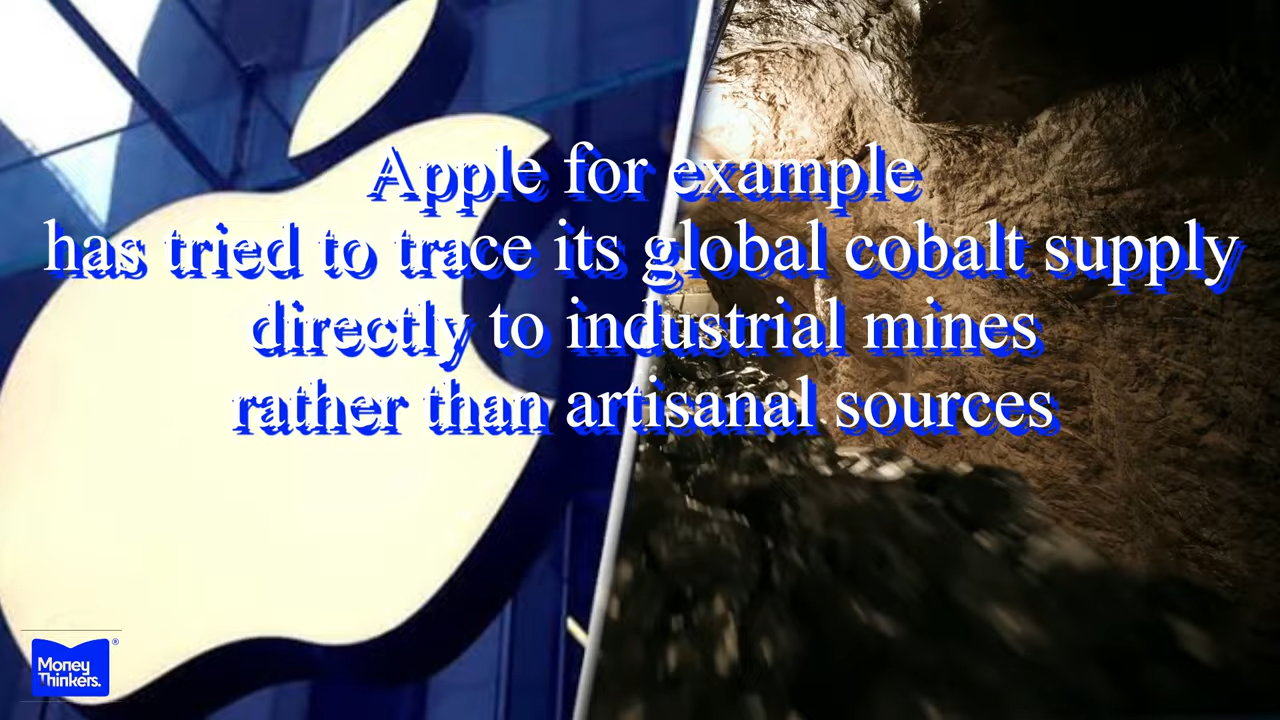 Apple for example
has tried to trace its global cobalt supply
directly to industrial mines
rather than artisanal sources
Money
Thinkers.
®